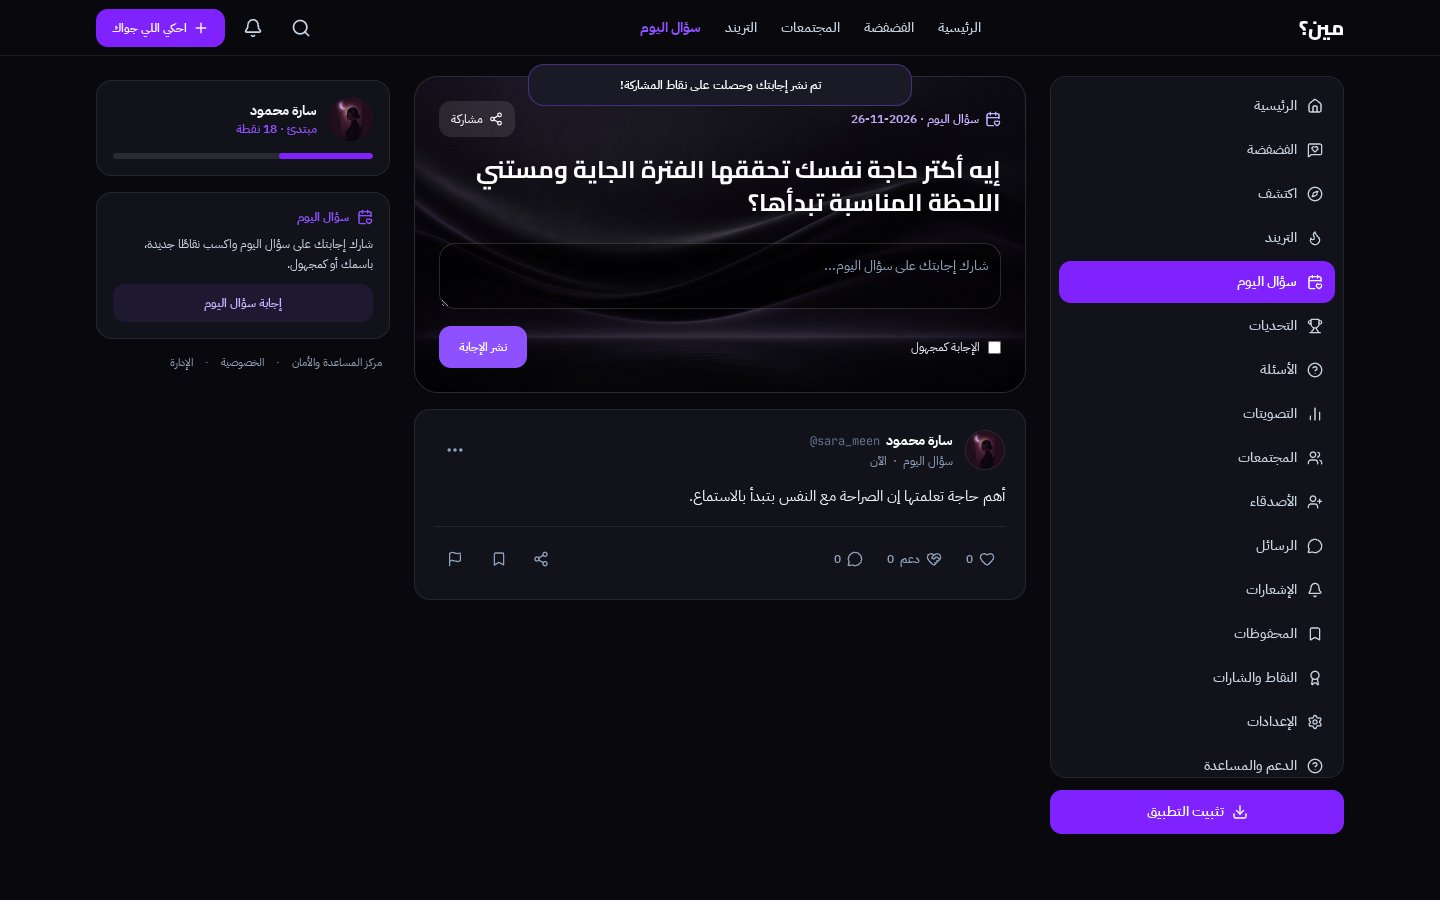 مين؟
الرئيسية
الفضفضة
المجتمعات
التريند
سؤال اليوم
احكي اللي جواك
تم نشر إجابتك وحصلت على نقاط المشاركة!
الرئيسية
الفضفضة
اكتشف
التريند
سؤال اليوم
التحديات
الأسئلة
التصويتات
المجتمعات
الأصدقاء
الرسائل
الإشعارات
المحفوظات
النقاط والشارات
الإعدادات
الدعم والمساعدة
تثبيت التطبيق
سؤال اليوم · 2026-11-26
مشاركة
إيه أكتر حاجة نفسك تحققها الفترة الجاية ومستني
اللحظة المناسبة تبدأها؟
شارك إجابتك على سؤال اليوم...
الإجابة كمجهول
نشر الإجابة
سارة محمود @sara_meen
سؤال اليوم · الآن
أهم حاجة تعلمتها إن الصراحة مع النفس بتبدأ بالاستماع.
0
دعم 0
0
سارة محمود
مبتدئ · 18 نقطة
سؤال اليوم
شارك إجابتك على سؤال اليوم واكسب نقاطًا جديدة،
باسمك أو كمجهول.
إجابة سؤال اليوم
مركز المساعدة والأمان · الخصوصية · الإدارة